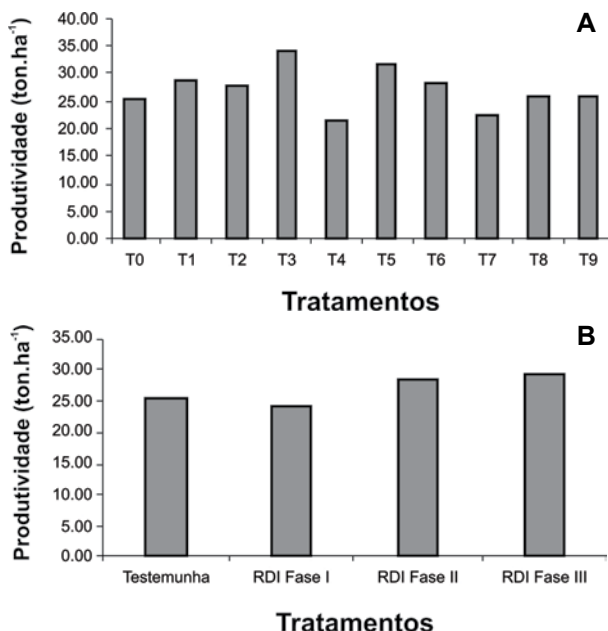 A
Produtividade (ton.ha⁻¹)
40.00
35.00
30.00
25.00
20.00
15.00
10.00
5.00
0.00
T0 T1 T2 T3 T4 T5 T6 T7 T8 T9
Tratamentos
B
Produtividade (ton.ha⁻¹)
35.00
30.00
25.00
20.00
15.00
10.00
5.00
0.00
Testemunha RDI Fase I RDI Fase II RDI Fase III
Tratamentos